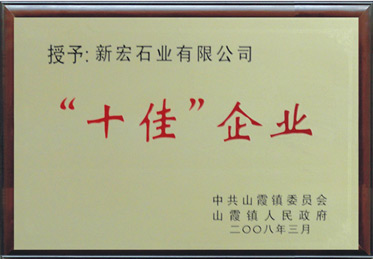 授予:新宏石业有限公司
“十佳”企业
中共山霞镇委员会
山霞镇人民政府
二〇〇八年三月